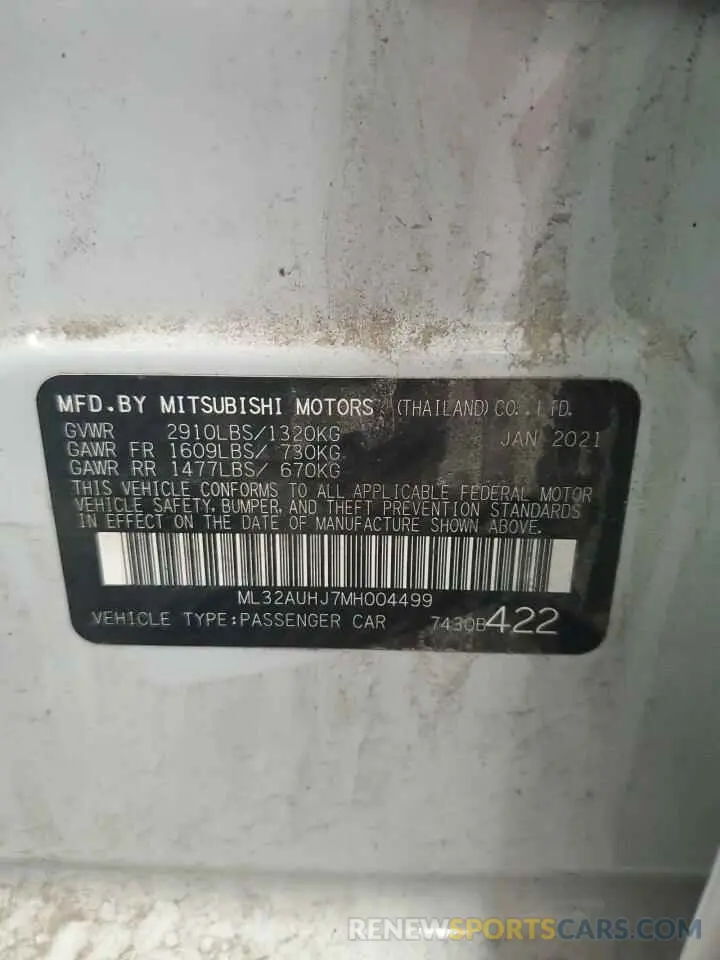 MFD.BY MITSUBISHI MOTORS (THAILAND)CO.,LTD.
GVWR 2910LBS/1320KG JAN 2021
GAWR FR 1609LBS/ 730KG
GAWR RR 1477LBS/ 670KG
THIS VEHICLE CONFORMS TO ALL APPLICABLE FEDERAL MOTOR
VEHICLE SAFETY, BUMPER, AND THEFT PREVENTION STANDARDS
IN EFFECT ON THE DATE OF MANUFACTURE SHOWN ABOVE.
ML32AUHJ7MH004499
VEHICLE TYPE:PASSENGER CAR 7430B422
RENEWSPORTSCARS.COM